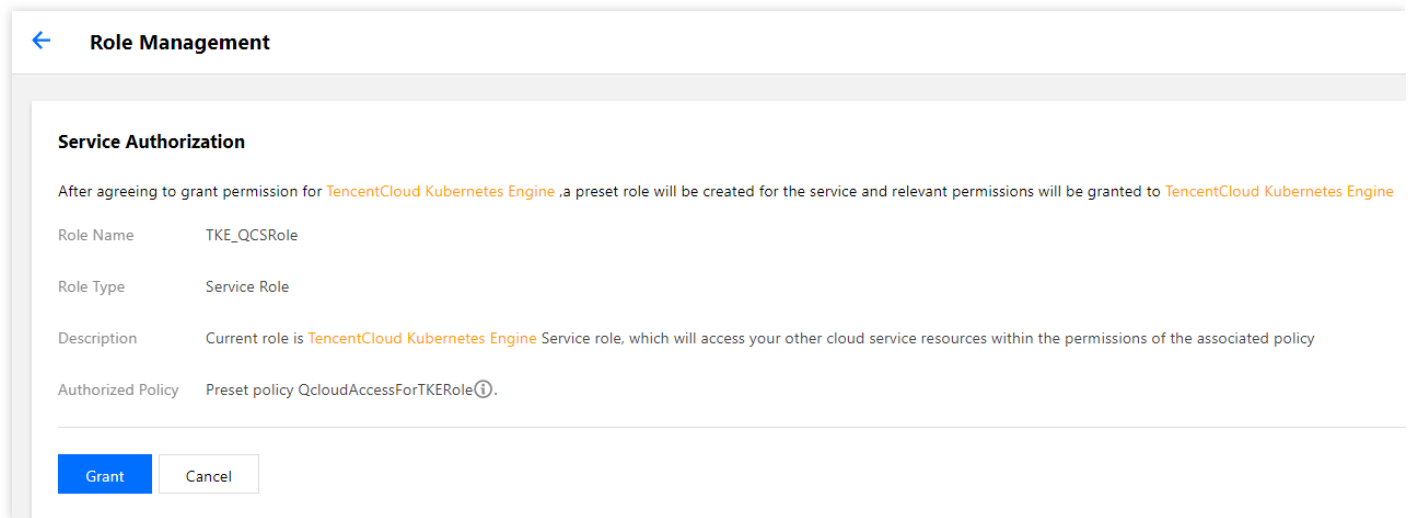 Role Management
Service Authorization
After agreeing to grant permission for TencentCloud Kubernetes Engine ,a preset role will be created for the service and relevant permissions will be granted to TencentCloud Kubernetes Engine
Role Name TKE_QCSRole
Role Type Service Role
Description Current role is TencentCloud Kubernetes Engine Service role, which will access your other cloud service resources within the permissions of the associated policy
Authorized Policy Preset policy QcloudAccessForTKERole.
Grant Cancel